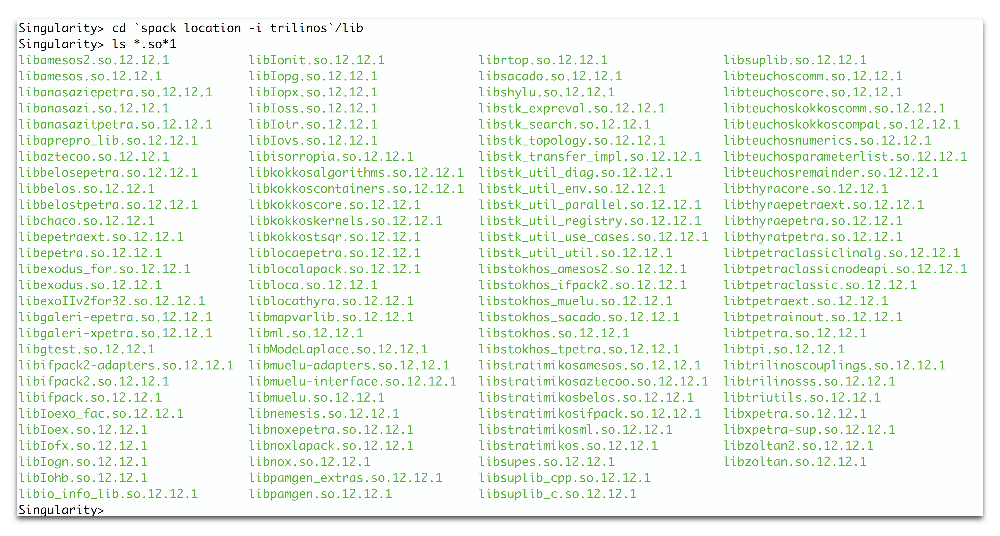 Singularity> cd `spack location -i trilinos`/lib
Singularity> ls *.so*1
libamesos2.so.12.12.1 libIonit.so.12.12.1 librtop.so.12.12.1 libsuplib.so.12.12.1
libamesos.so.12.12.1 libIopg.so.12.12.1 libsacado.so.12.12.1 libteuchoscomm.so.12.12.1
libanasaziepetra.so.12.12.1 libIopx.so.12.12.1 libshylu.so.12.12.1 libteuchoscore.so.12.12.1
libanasazi.so.12.12.1 libIoss.so.12.12.1 libstk_expreval.so.12.12.1 libteuchoskokkoscomm.so.12.12.1
libanasazitpetra.so.12.12.1 libIotr.so.12.12.1 libstk_search.so.12.12.1 libteuchoskokkoscompat.so.12.12.1
libaprepro_lib.so.12.12.1 libIovs.so.12.12.1 libstk_topology.so.12.12.1 libteuchosnumerics.so.12.12.1
libaztecoo.so.12.12.1 libisorropia.so.12.12.1 libstk_transfer_impl.so.12.12.1 libteuchosparameterlist.so.12.12.1
libbelosepetra.so.12.12.1 libkokkosalgorithms.so.12.12.1 libstk_util_diag.so.12.12.1 libteuchosremainder.so.12.12.1
libbelos.so.12.12.1 libkokkoscontainers.so.12.12.1 libstk_util_env.so.12.12.1 libthyracore.so.12.12.1
libbelostpetra.so.12.12.1 libkokkoscore.so.12.12.1 libstk_util_parallel.so.12.12.1 libthyraepetraext.so.12.12.1
libchaco.so.12.12.1 libkokkoskernels.so.12.12.1 libstk_util_registry.so.12.12.1 libthyraepetra.so.12.12.1
libepetraext.so.12.12.1 libkokkostsqr.so.12.12.1 libstk_util_use_cases.so.12.12.1 libthyratpetra.so.12.12.1
libepetra.so.12.12.1 liblocaepetra.so.12.12.1 libstk_util_util.so.12.12.1 libtpetraclassiclinalg.so.12.12.1
libexodus_for.so.12.12.1 liblocalapack.so.12.12.1 libstokhos_amesos2.so.12.12.1 libtpetraclassicnodeapi.so.12.12.1
libexodus.so.12.12.1 libloca.so.12.12.1 libstokhos_ifpack2.so.12.12.1 libtpetraclassic.so.12.12.1
libexoIIv2for32.so.12.12.1 liblocathyra.so.12.12.1 libstokhos_muelu.so.12.12.1 libtpetraext.so.12.12.1
libgaleri-epetra.so.12.12.1 libmapvarlib.so.12.12.1 libstokhos_sacado.so.12.12.1 libtpetrainout.so.12.12.1
libgaleri-xpetra.so.12.12.1 libml.so.12.12.1 libstokhos.so.12.12.1 libtpetra.so.12.12.1
libgtest.so.12.12.1 libModeLaplace.so.12.12.1 libstokhos_tpetra.so.12.12.1 libtpi.so.12.12.1
libifpack2-adapters.so.12.12.1 libmuelu-adapters.so.12.12.1 libstratimikosamesos.so.12.12.1 libtrilinoscouplings.so.12.12.1
libifpack2.so.12.12.1 libmuelu-interface.so.12.12.1 libstratimikosaztecoo.so.12.12.1 libtrilinosss.so.12.12.1
libifpack.so.12.12.1 libmuelu.so.12.12.1 libstratimikosbelos.so.12.12.1 libtriutils.so.12.12.1
libIoexo_fac.so.12.12.1 libnemesis.so.12.12.1 libstratimikosifpack.so.12.12.1 libxpetra.so.12.12.1
libIoex.so.12.12.1 libnoxepetra.so.12.12.1 libstratimikosml.so.12.12.1 libxpetra-sup.so.12.12.1
libIofx.so.12.12.1 libnoxlapack.so.12.12.1 libstratimikos.so.12.12.1 libzoltan2.so.12.12.1
libIogn.so.12.12.1 libnox.so.12.12.1 libsupes.so.12.12.1 libzoltan.so.12.12.1
libIohb.so.12.12.1 libpamgen_extras.so.12.12.1 libsuplib_cpp.so.12.12.1
libio_info_lib.so.12.12.1 libpamgen.so.12.12.1 libsuplib_c.so.12.12.1
Singularity>